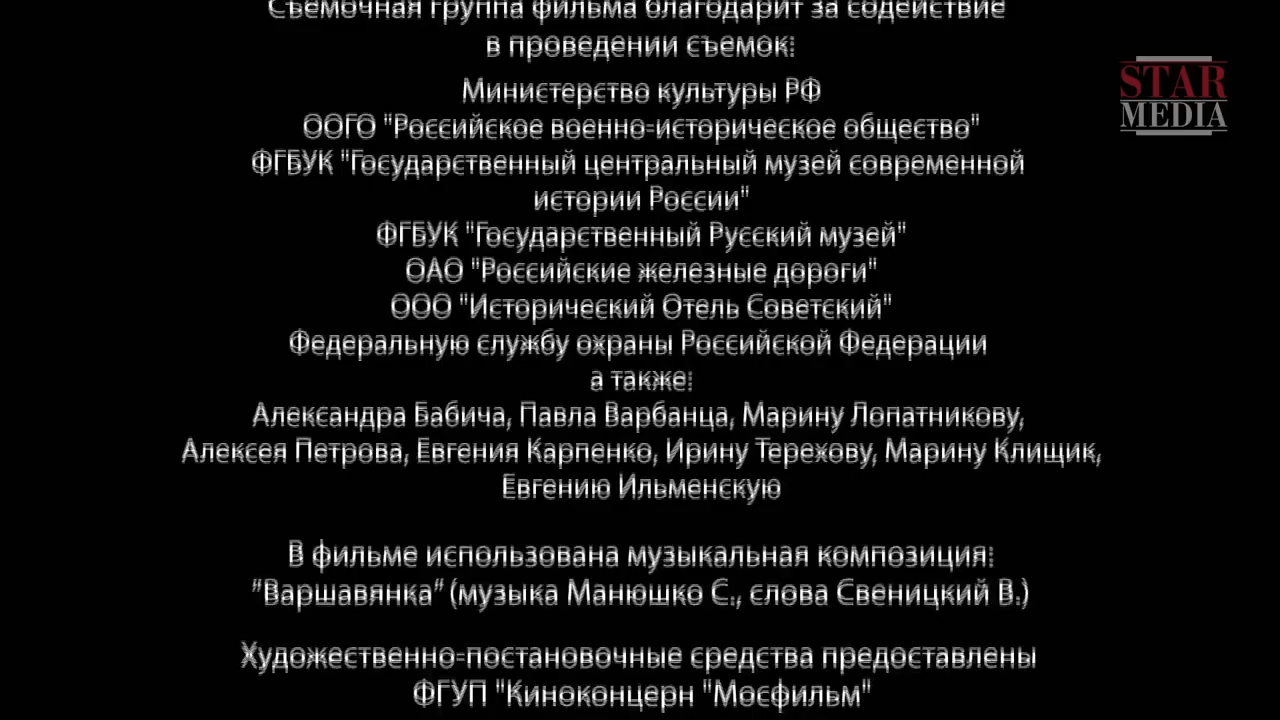 Съемочная группа фильма благодарит за содействие
в проведении съемок:
Министерство культуры РФ
ООГО "Российское военно-историческое общество"
ФГБУК "Государственный центральный музей современной
истории России"
ФГБУК "Государственный Русский музей"
ОАО "Российские железные дороги"
ООО "Исторический Отель Советский"
Федеральную службу охраны Российской Федерации
а также:
Александра Бабича, Павла Варбанца, Марину Лопатникову,
Алексея Петрова, Евгения Карпенко, Ирину Терехову, Марину Клищик,
Евгению Ильменскую
В фильме использована музыкальная композиция:
"Варшавянка" (музыка Манюшко С., слова Свеницкий В.)
Художественно-постановочные средства предоставлены
ФГУП "Киноконцерн "Мосфильм"
STAR
MEDIA